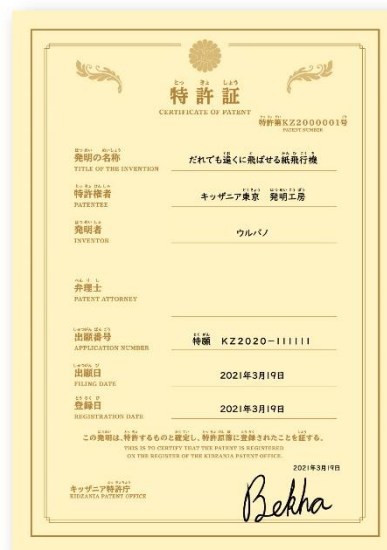 特許証
CERTIFICATE OF PATENT
特許第KZ2000001号
PATENT NUMBER
発明の名称
TITLE OF THE INVENTION
だれでも遠くに飛ばせる紙飛行機
特許権者
PATENTEE
キッザニア東京 発明工房
発明者
INVENTOR
ウルバノ
弁理士
PATENT ATTORNEY
出願番号
APPLICATION NUMBER
特願 KZ2020-111111
出願日
FILING DATE
2021年3月19日
登録日
REGISTRATION DATE
2021年3月19日
この発明は、特許するものと確定し、特許原簿に登録されたことを証する。
THIS IS TO CERTIFY THAT THE PATENT IS REGISTERED
ON THE REGISTER OF THE KIDZANIA PATENT OFFICE.
2021年3月19日
キッザニア特許庁
KIDZANIA PATENT OFFICE
Bekha